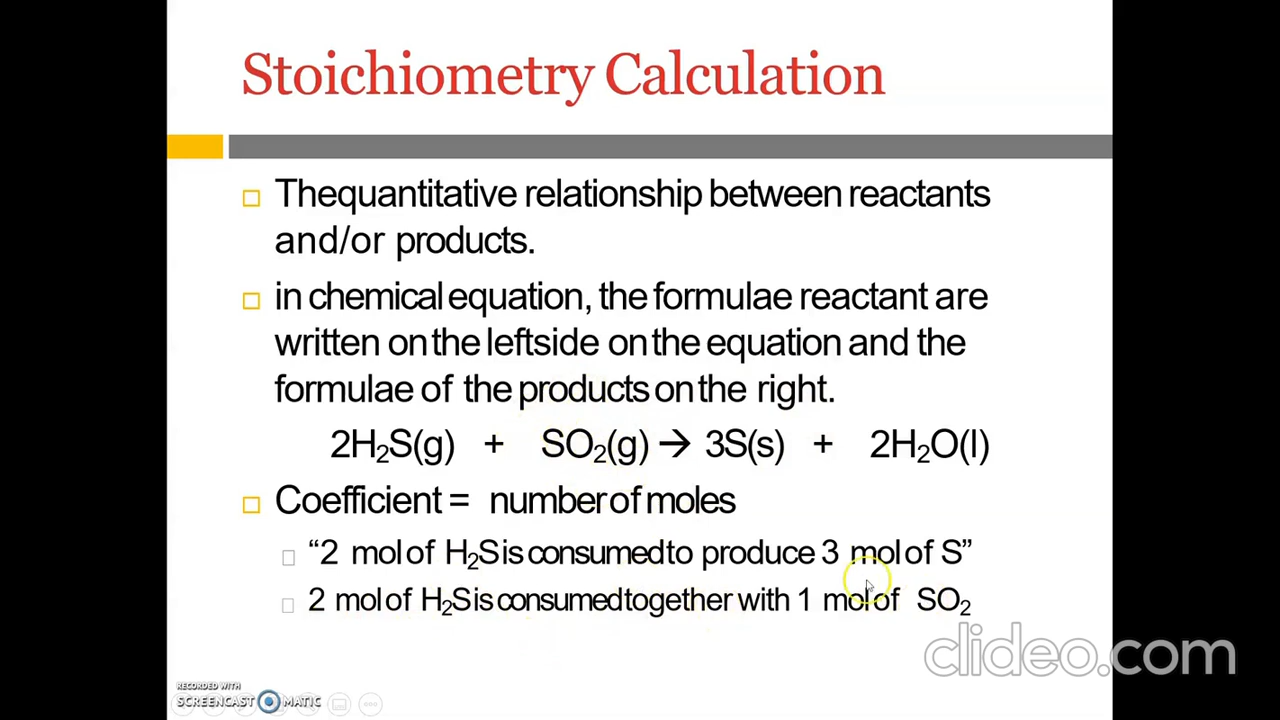 Stoichiometry Calculation
Thequantitative relationship between reactants
and/or products.
in chemical equation, the formulae reactant are
written on the leftside on the equation and the
formulae of the products on the right.
2H₂S(g) + SO₂(g) → 3S(s) + 2H₂O(l)
Coefficient = number of moles
“2 mol of H₂S is consumed to produce 3 mol of S”
2 mol of H₂S is consumed together with 1 mol of SO₂
clideo.com
RECORDED WITH
SCREENCAST MATIC